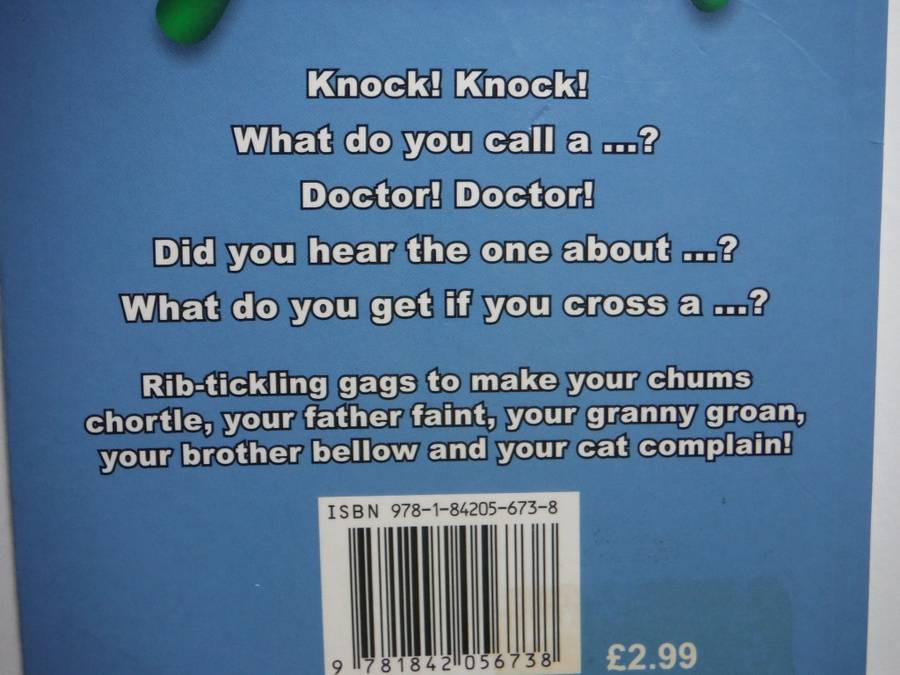 Knock! Knock!
What do you call a ...?
Doctor! Doctor!
Did you hear the one about ...?
What do you get if you cross a ...?
Rib-tickling gags to make your chums
chortle, your father faint, your granny groan,
your brother bellow and your cat complain!
ISBN 978-1-84205-673-8
9 781842 056738
£2.99